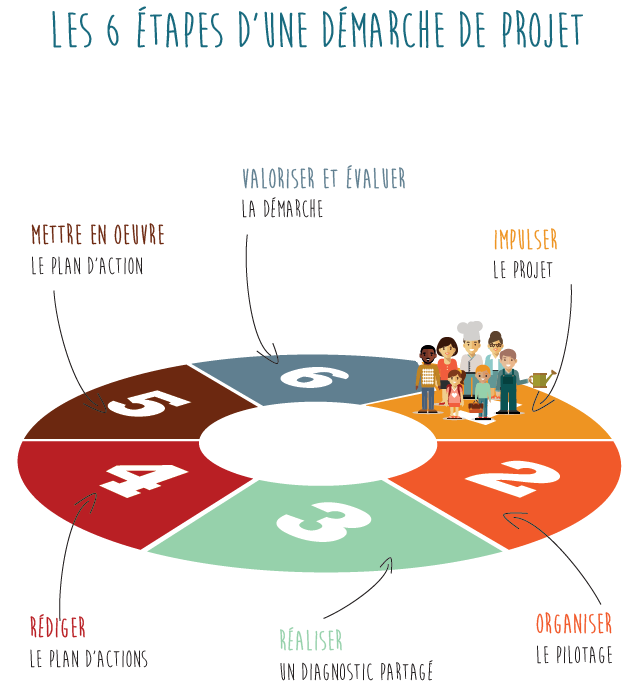 LES 6 ÉTAPES D'UNE DÉMARCHE DE PROJET
VALORISER ET ÉVALUER
LA DÉMARCHE
METTRE EN OEUVRE
LE PLAN D'ACTION
IMPULSER
LE PROJET
6
5
4
2
3
RÉDIGER
LE PLAN D'ACTIONS
RÉALISER
UN DIAGNOSTIC PARTAGÉ
ORGANISER
LE PILOTAGE